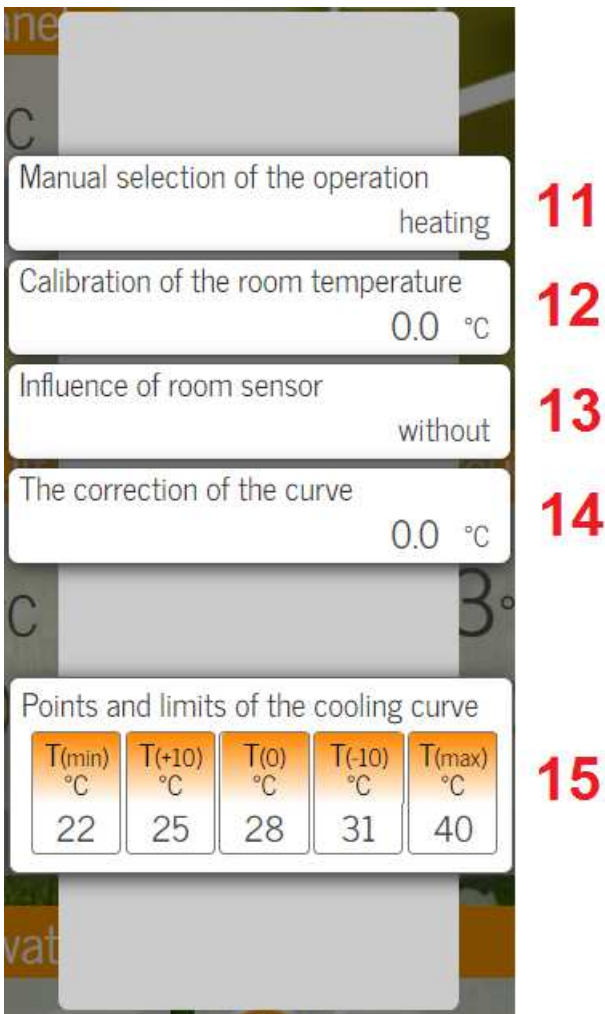 Manual selection of the operation
heating
11
Calibration of the room temperature
0.0 °C
12
Influence of room sensor
without
13
The correction of the curve
0.0 °C
14
C
C
3°
Points and limits of the cooling curve
T(min) T(+10) T(0) T(-10) T(max)
°C °C °C °C °C
22 25 28 31 40
15